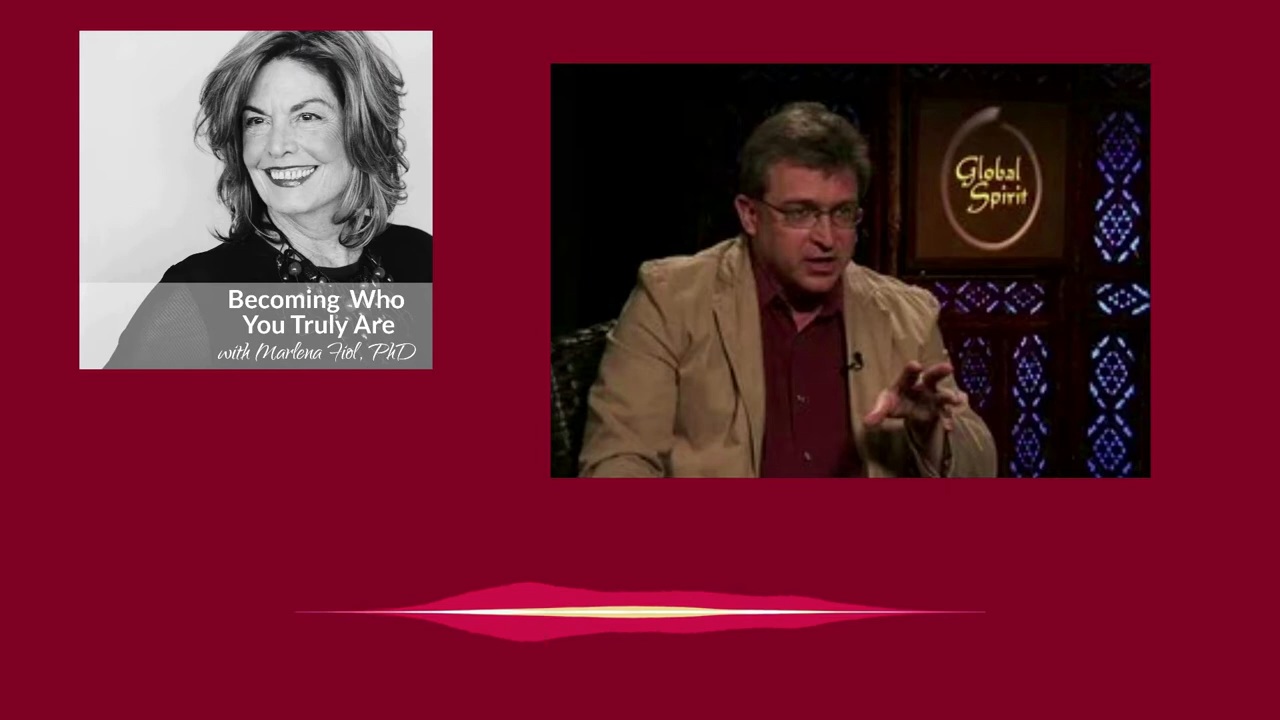 Becoming Who
You Truly Are
with Marlena Fiol, PhD
Global
Spirit